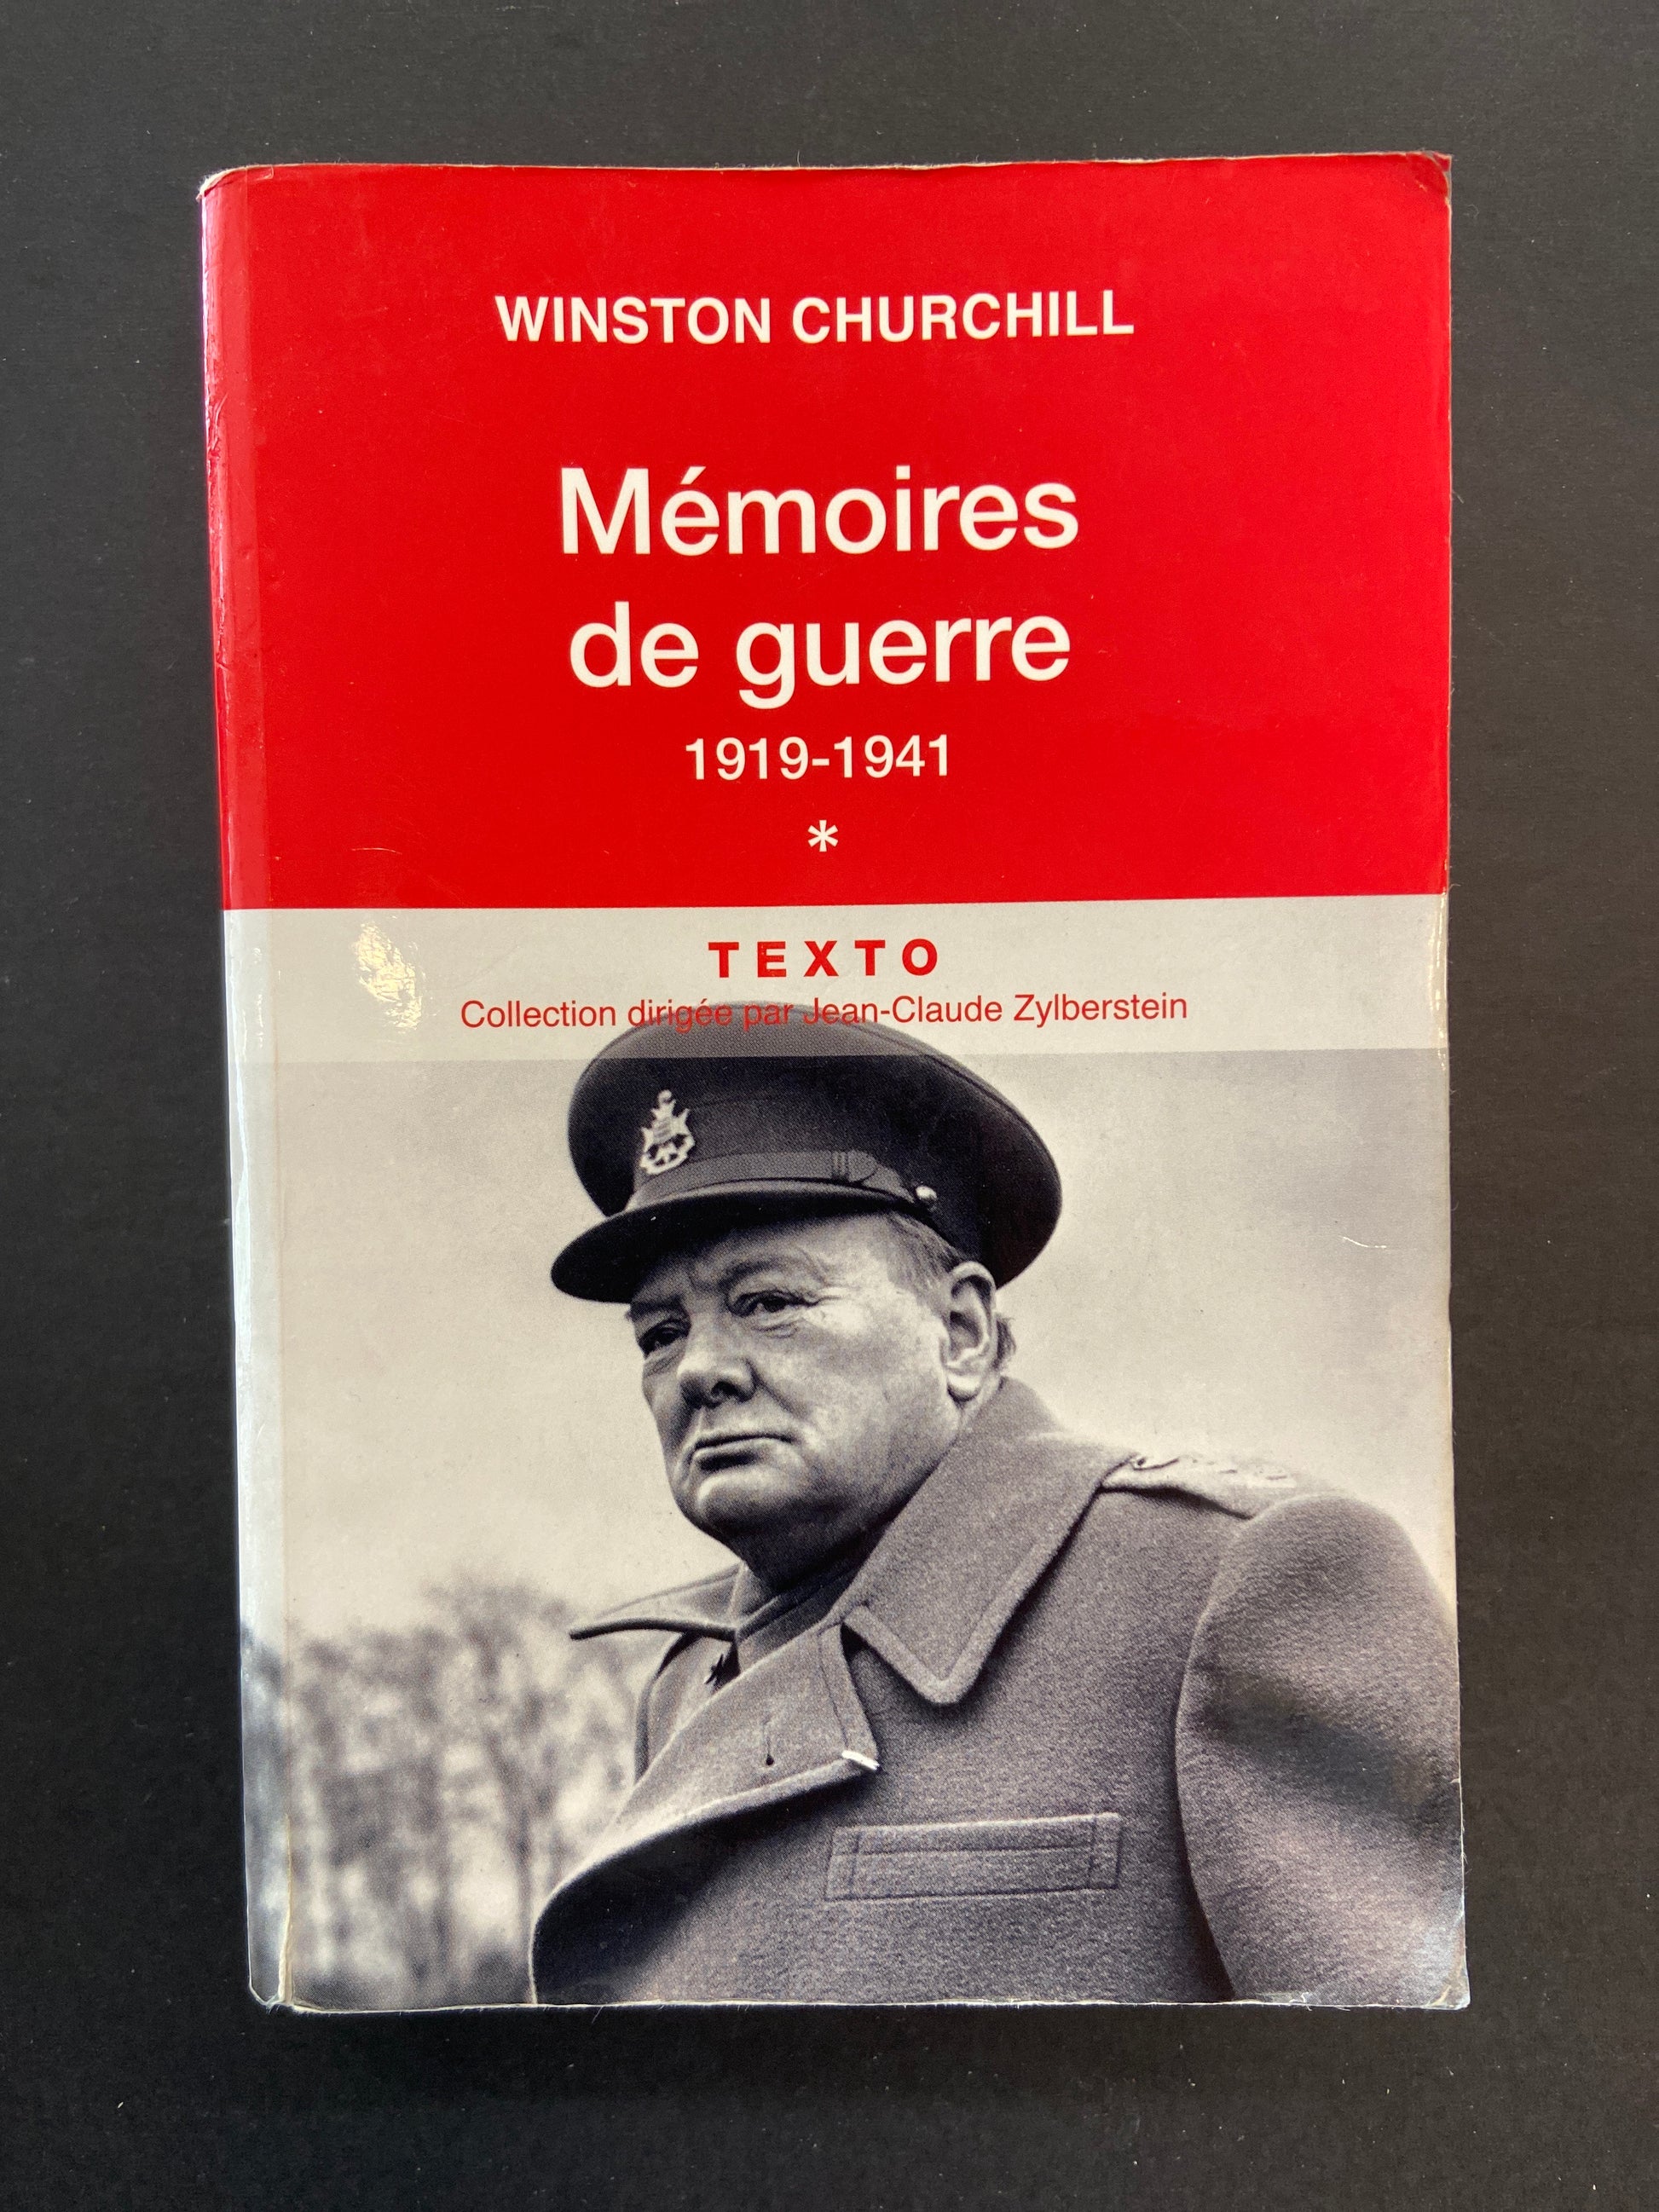 WINSTON CHURCHILL
Mémoires
de guerre
1919-1941
*
TEXTO
Collection dirigée par Jean-Claude Zylberstein